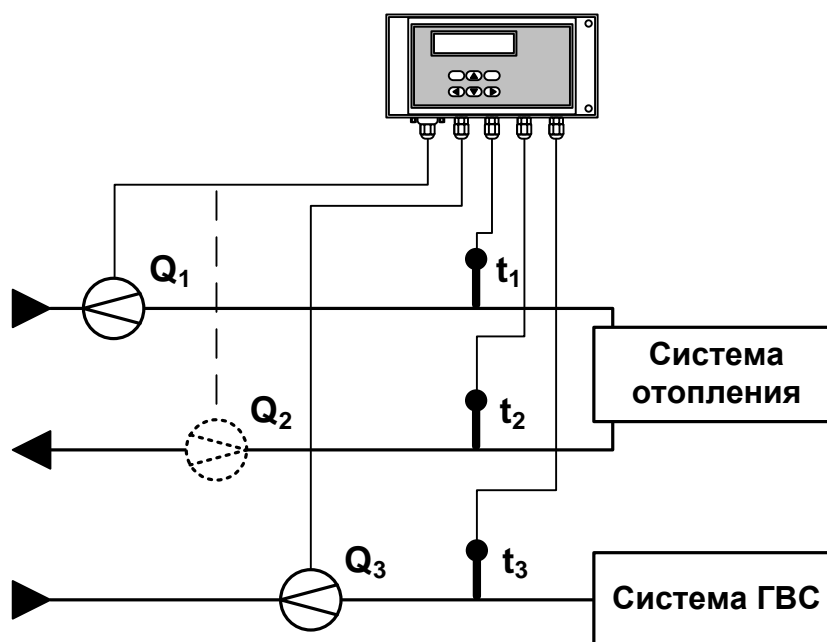 Q₁
t₁
Система
отопления
Q₂
t₂
Q₃
t₃
Система ГВС